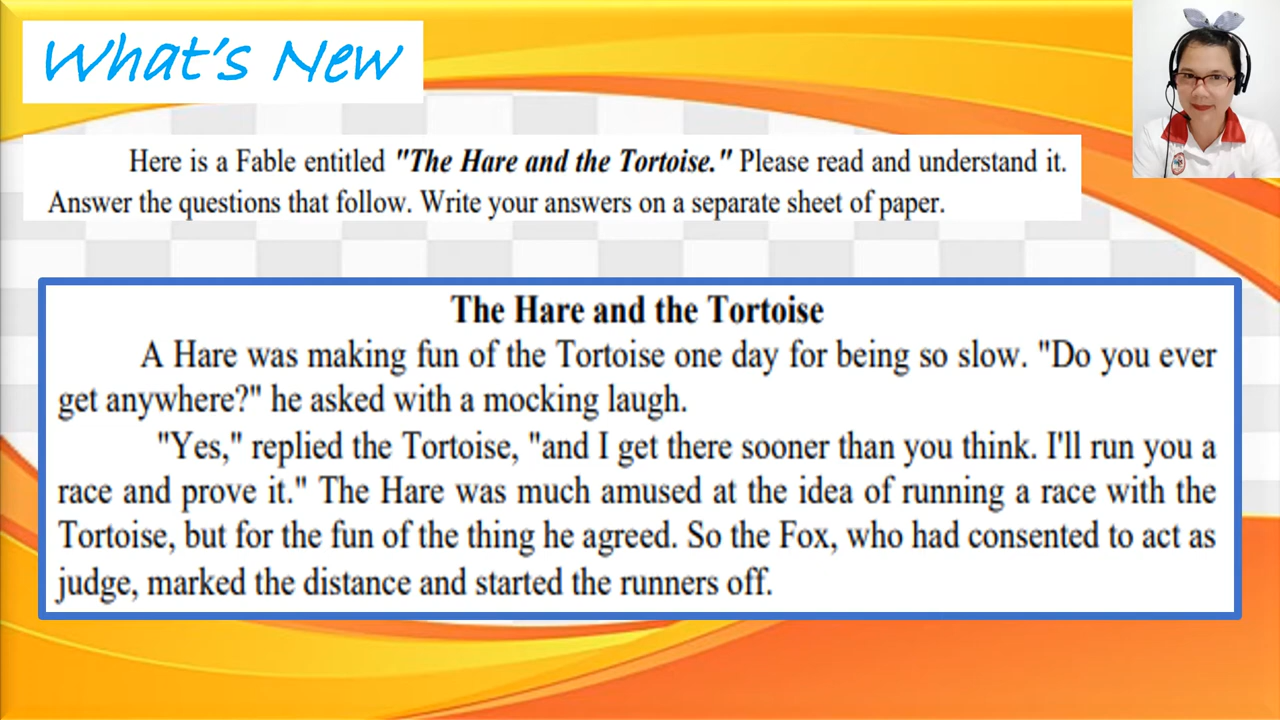 What's New
Here is a Fable entitled "The Hare and the Tortoise." Please read and understand it.
Answer the questions that follow. Write your answers on a separate sheet of paper.
The Hare and the Tortoise
A Hare was making fun of the Tortoise one day for being so slow. "Do you ever
get anywhere?" he asked with a mocking laugh.
"Yes," replied the Tortoise, "and I get there sooner than you think. I'll run you a
race and prove it." The Hare was much amused at the idea of running a race with the
Tortoise, but for the fun of the thing he agreed. So the Fox, who had consented to act as
judge, marked the distance and started the runners off.